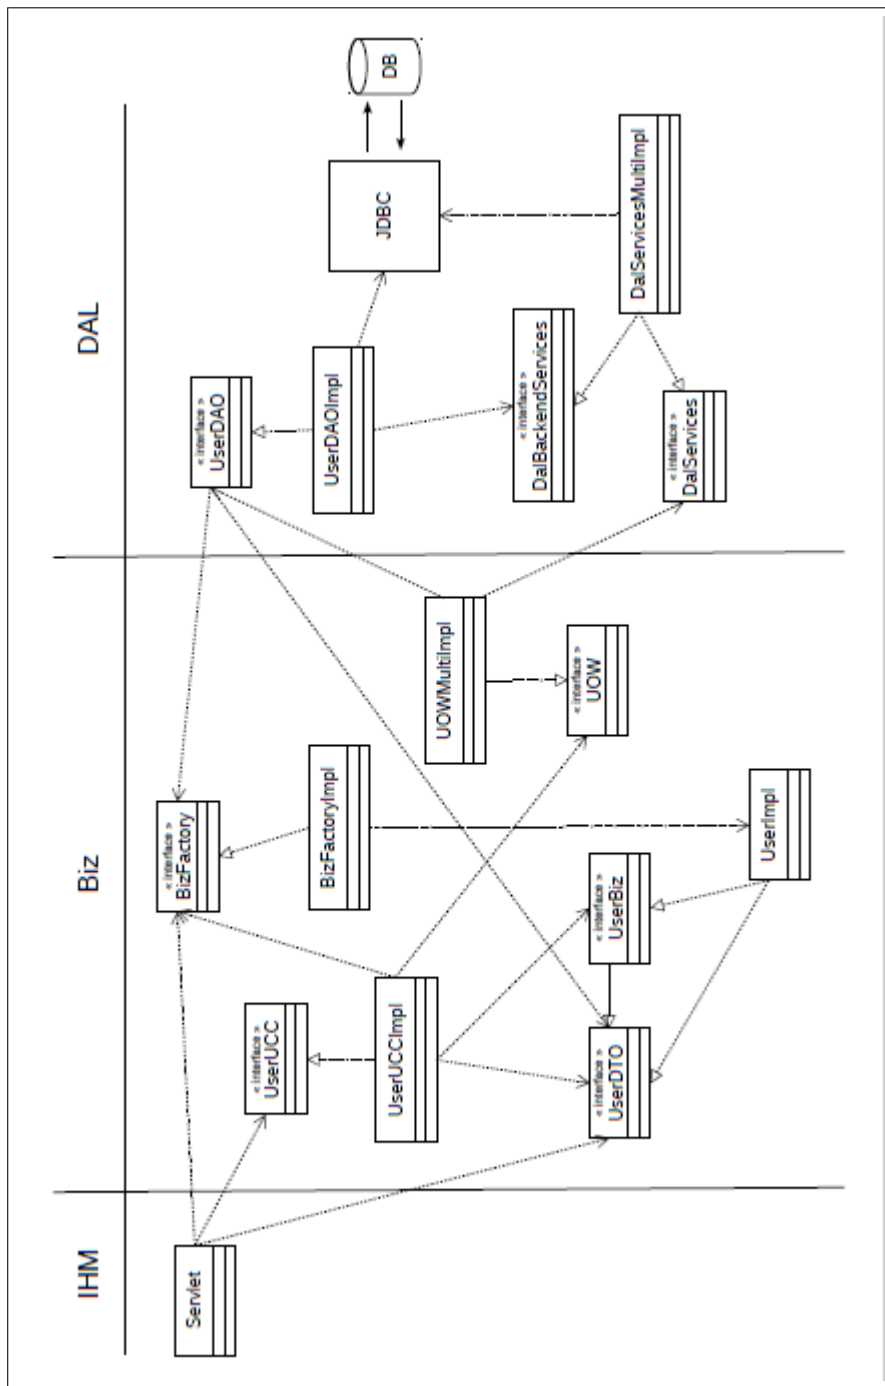 IHM
Biz
DAL
Servlet
« interface »
BizFactory
« interface »
UserDAO
« interface »
UserUCC
BizFactoryImpl
UserDAOImpl
JDBC
DB
UserUCCImpl
UOWMultiImpl
« interface »
DalBackendServices
« interface »
UserDTO
« interface »
UserBiz
« interface »
UOW
DalServicesMultiImpl
« interface »
DalServices
UserImpl